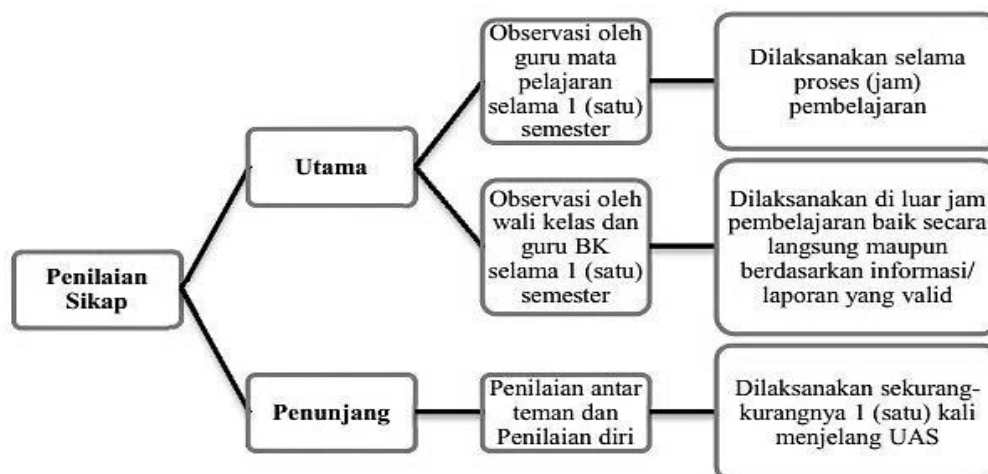 Penilaian
Sikap
Utama
Observasi oleh
guru mata
pelajaran
selama 1 (satu)
semester
Dilaksanakan selama
proses (jam)
pembelajaran
Observasi oleh
wali kelas dan
guru BK
selama 1 (satu)
semester
Dilaksanakan di luar jam
pembelajaran baik secara
langsung maupun
berdasarkan informasi/
laporan yang valid
Penunjang
Penilaian antar
teman dan
Penilaian diri
Dilaksanakan sekurang-
kurangnya 1 (satu) kali
menjelang UAS